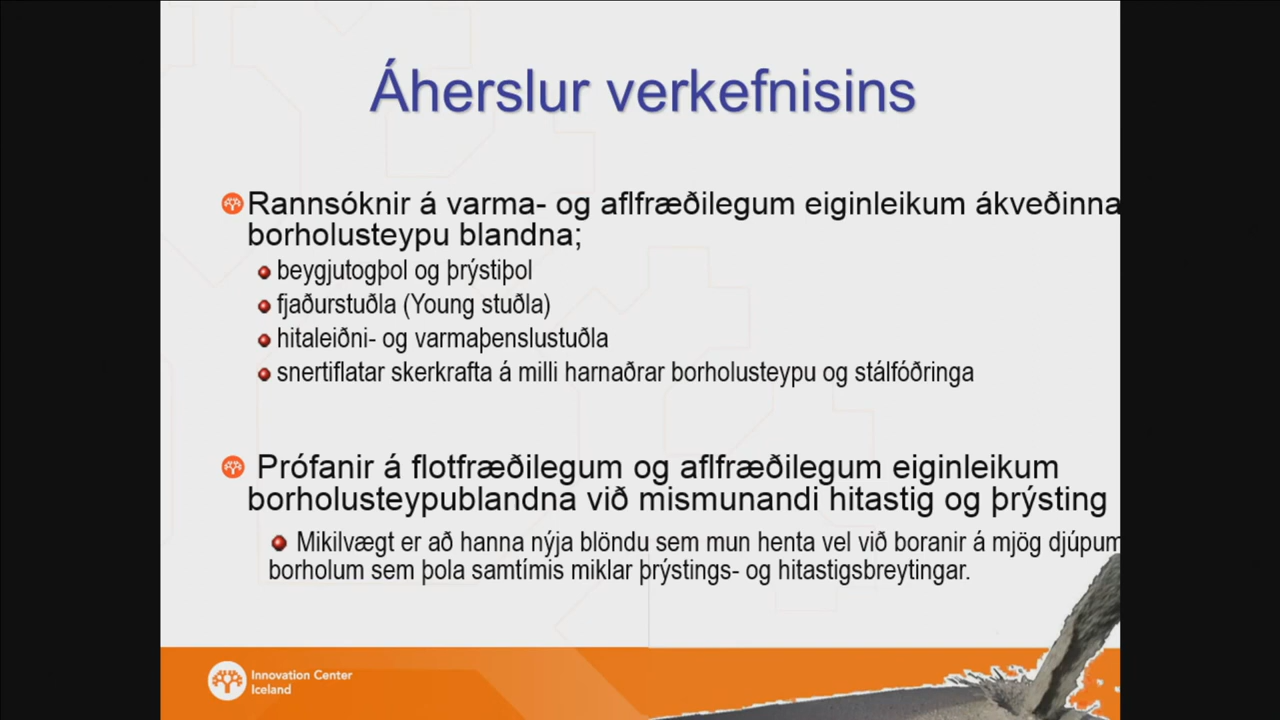 Áherslur verkefnisins
Rannsóknir á varma- og aflfræðilegum eiginleikum ákveðinna
borholusteypu blandna;
beygjutogþol og þrýstiþol
fjaðurstuðla (Young stuðla)
hitaleiðni- og varmaþenslustuðla
snertiflatar skerkrafta á milli harnaðrar borholusteypu og stálfóðringa
Prófanir á flotfræðilegum og aflfræðilegum eiginleikum
borholusteypublandna við mismunandi hitastig og þrýsting
Mikilvægt er að hanna nýja blöndu sem mun henta vel við boranir á mjög djúpum
borholum sem þola samtímis miklar þrýstings- og hitastigsbreytingar.
Innovation Center
Iceland